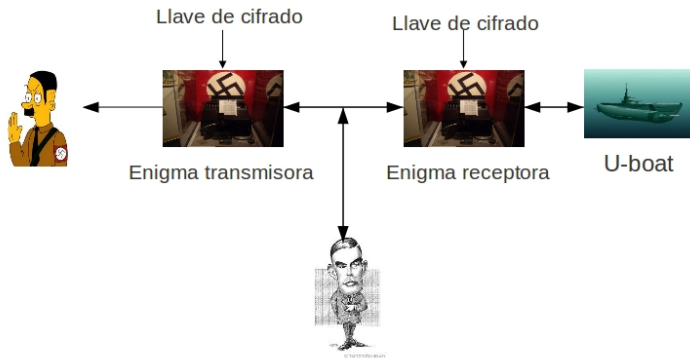 Llave de cifrado
Llave de cifrado
Enigma transmisora
Enigma receptora
U-boat